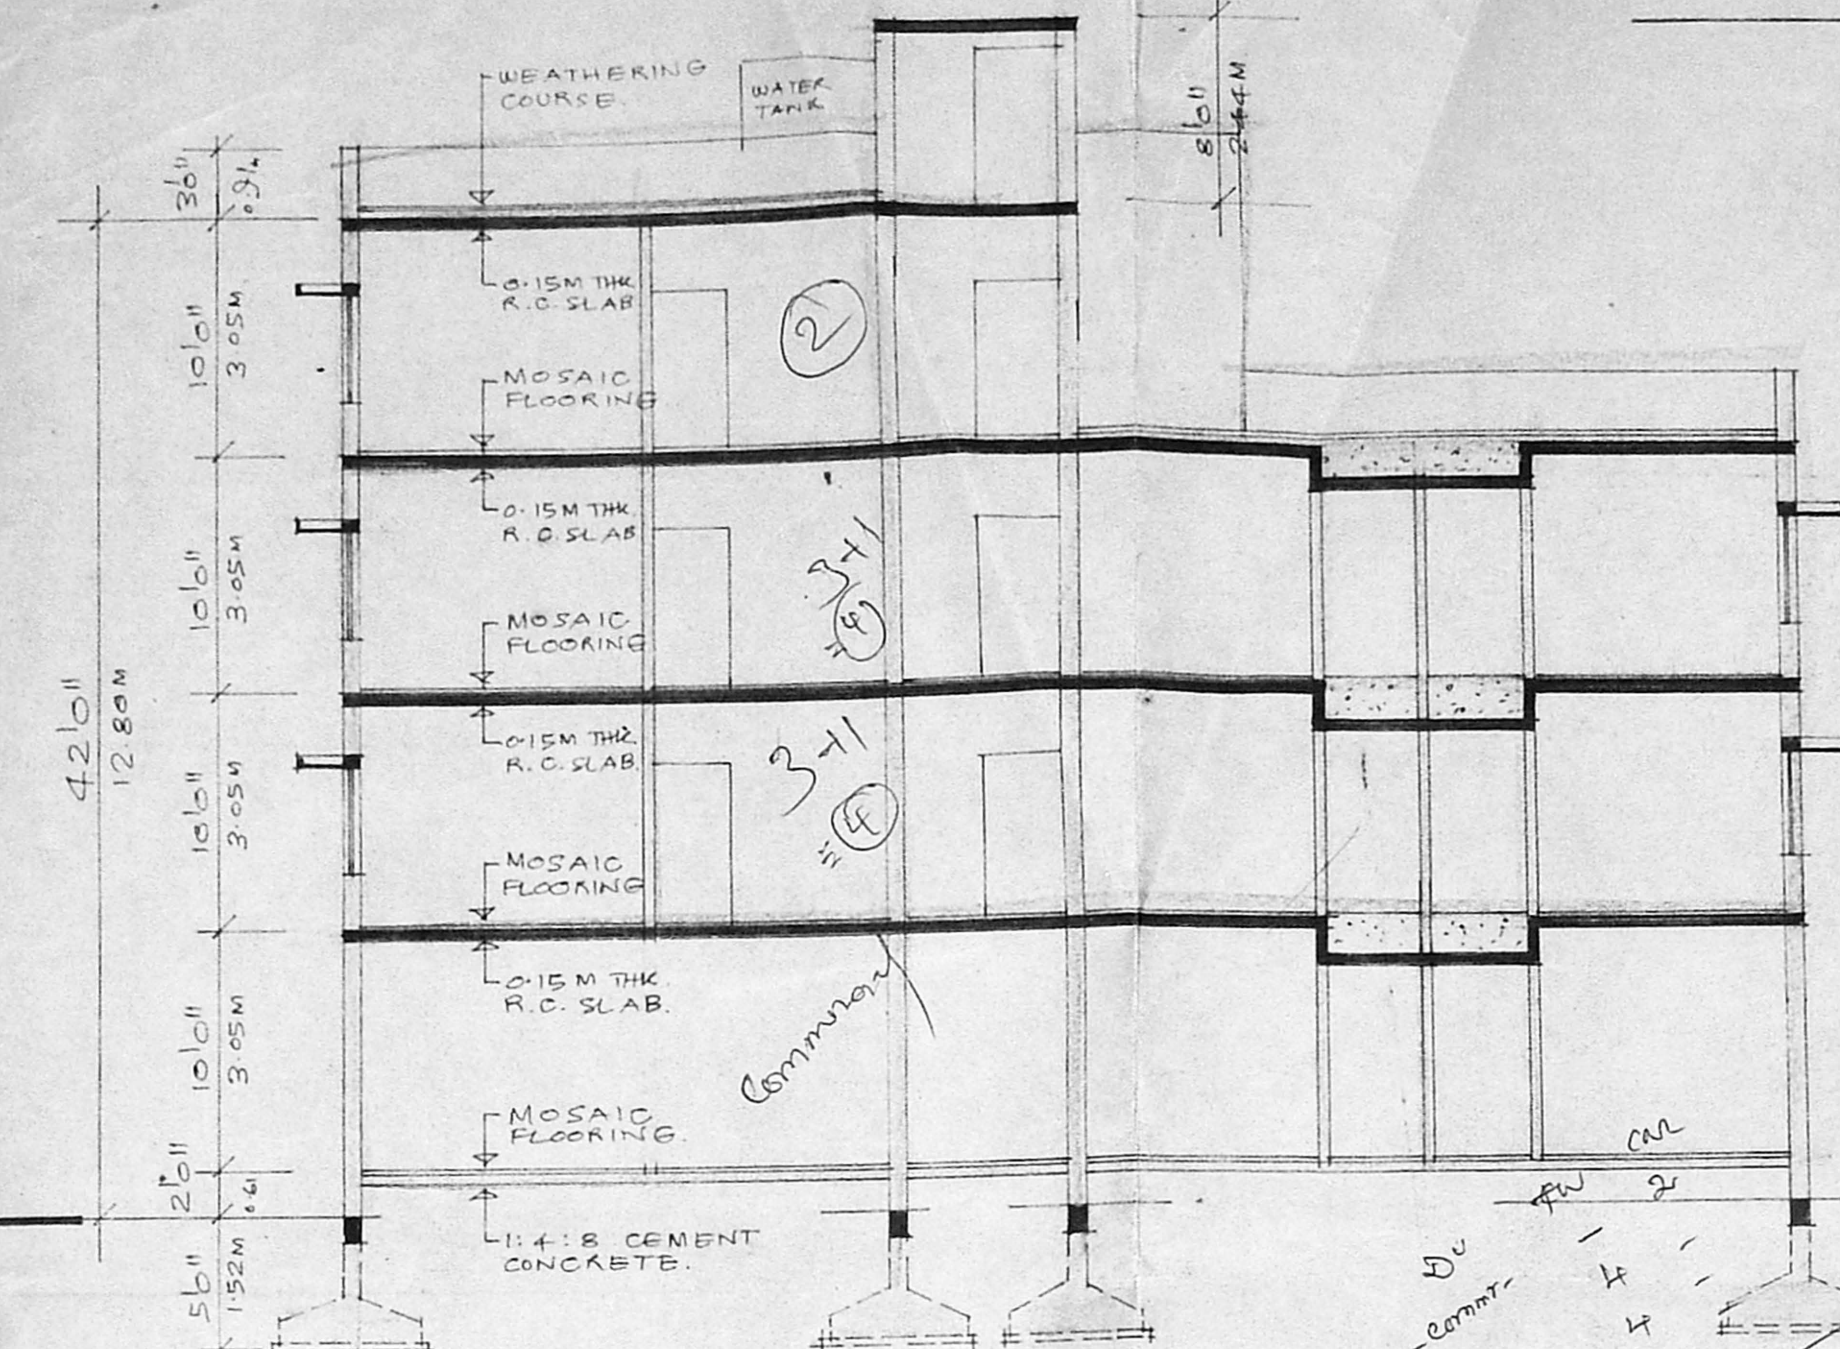 WEATHERING
COURSE.
WATER
TANK
8'0"
2.44M
3'0"
0.91
0.15M THK
R.C. SLAB
2
10'0"
3.05M
MOSAIC
FLOORING
0.15M THK
R.C. SLAB
3+1
=4
10'0"
3.05M
MOSAIC
FLOORING
42'0"
12.80M
0.15M THK
R.C. SLAB.
3+1
=4
10'0"
3.05M
MOSAIC
FLOORING
0.15M THK.
R.C. SLAB.
10'0"
3.05M
MOSAIC
FLOORING.
car
2
2'0"
.61
1:4:8 CEMENT
CONCRETE.
5'0"
1.52M
4
comm-
4